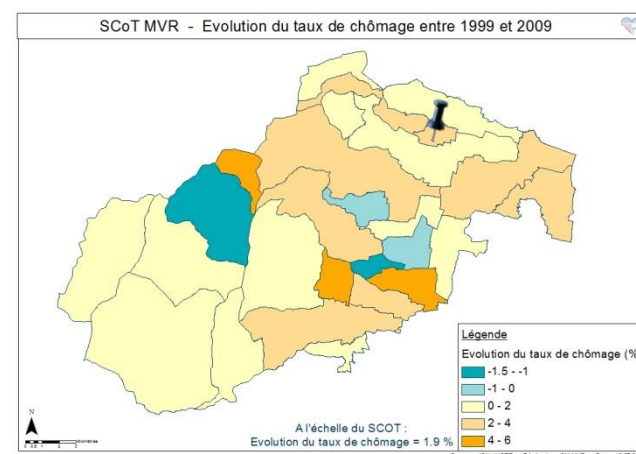 SCoT MVR - Evolution du taux de chômage entre 1999 et 2009
Légende
Evolution du taux de chômage (%
-1.5 - -1
-1 - 0
0 - 2
2 - 4
4 - 6
N
A l'échelle du SCOT :
Evolution du taux de chômage = 1.9 %